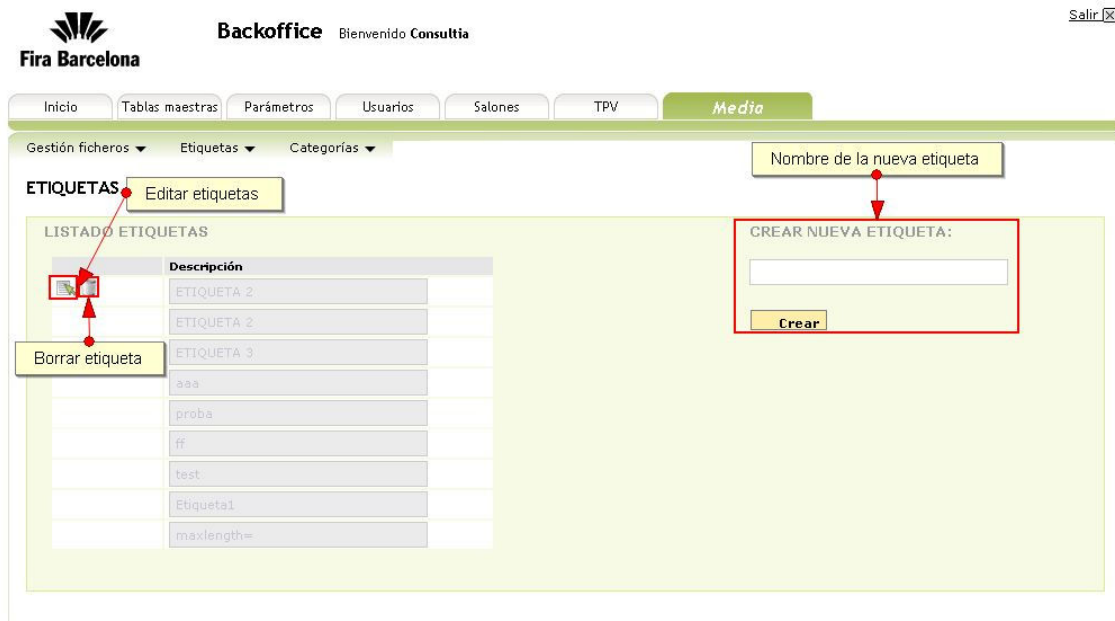 Salir
Backoffice Bienvenido Consultia
Fira Barcelona
Inicio Tablas maestras Parámetros Usuarios Salones TPV Media
Gestión ficheros Etiquetas Categorías
Nombre de la nueva etiqueta
ETIQUETAS
Editar etiquetas
LISTADO ETIQUETAS
CREAR NUEVA ETIQUETA:
Descripción
ETIQUETA 2
ETIQUETA 2
Crear
Borrar etiqueta
ETIQUETA 3
aaa
proba
ff
test
Etiqueta1
maxlength=